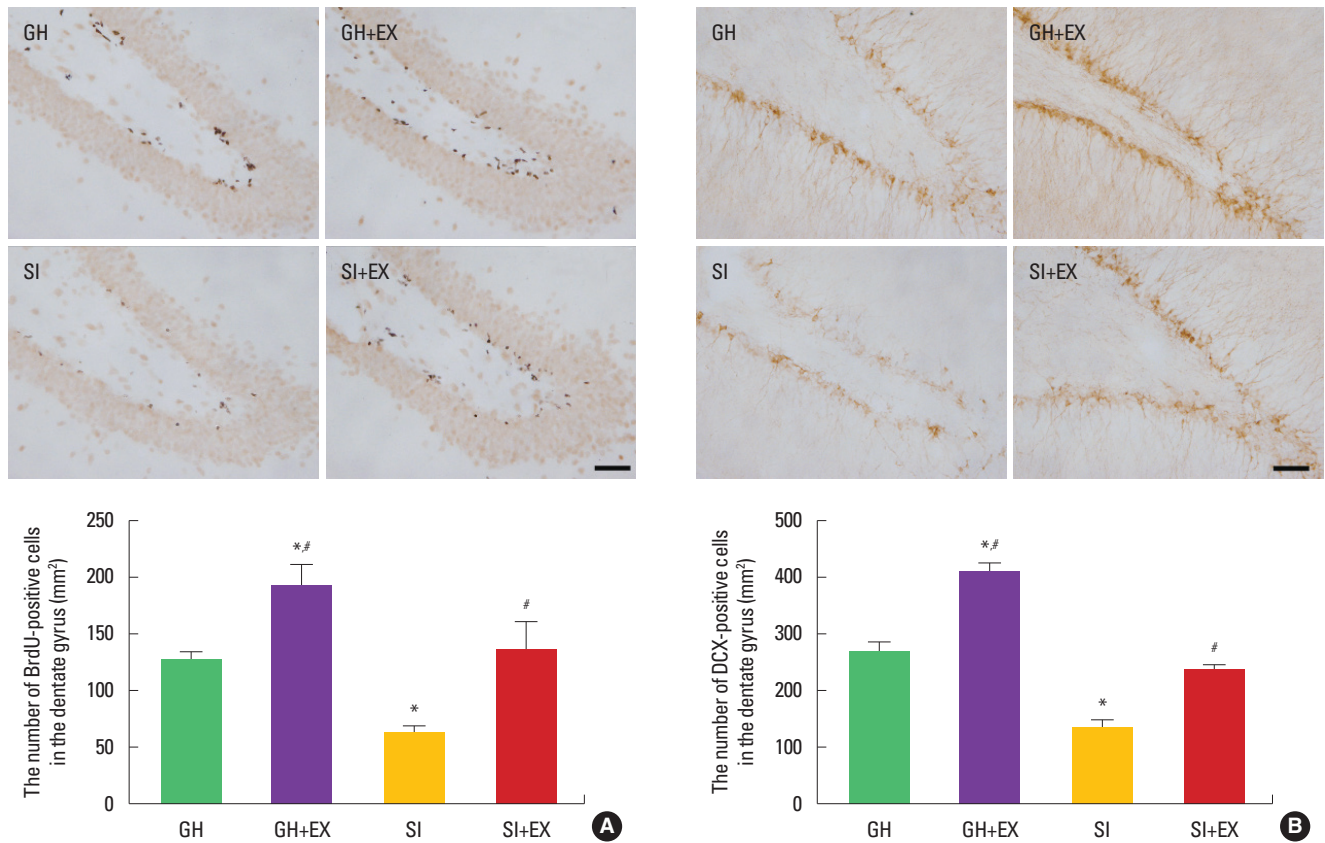 GH
GH+EX
SI
SI+EX
The number of BrdU-positive cells
in the dentate gyrus (mm²)
250
200
150
100
50
0
*,#
*
#
GH
GH+EX
SI
SI+EX
A
GH
GH+EX
SI
SI+EX
The number of DCX-positive cells
in the dentate gyrus (mm²)
500
400
300
200
100
0
*,#
*
#
GH
GH+EX
SI
SI+EX
B